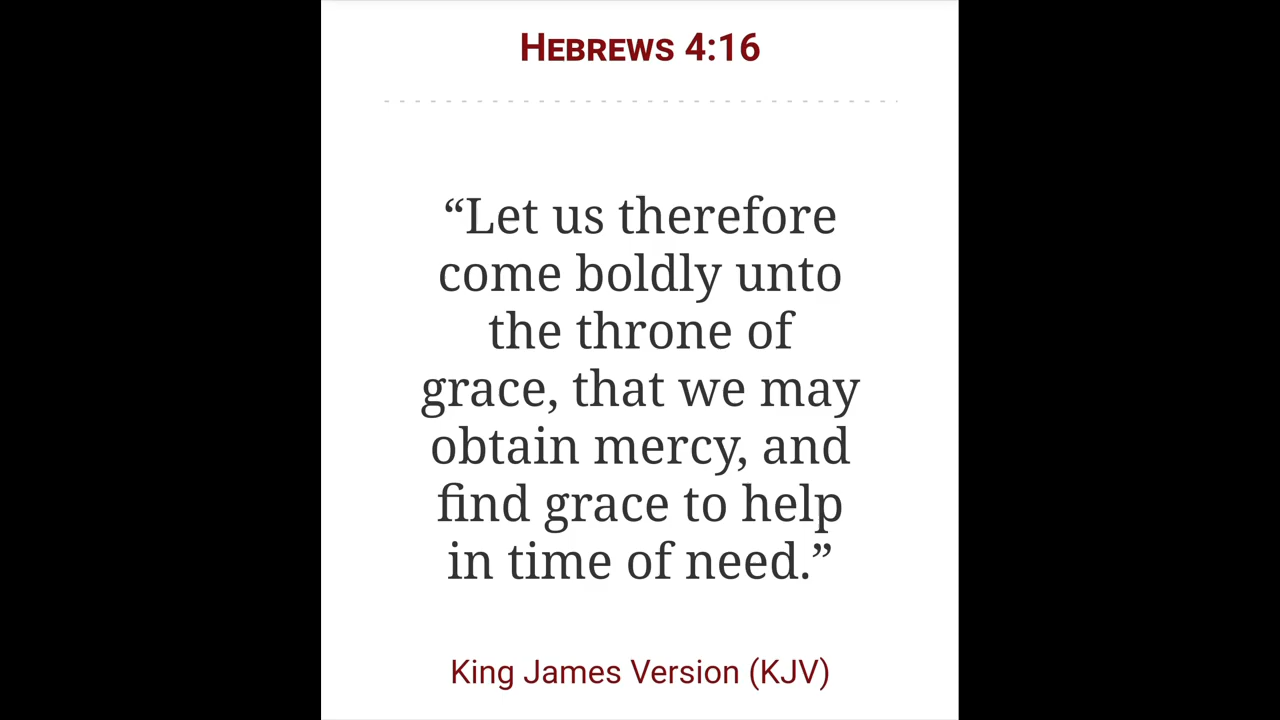 HEBREWS 4:16
“Let us therefore
come boldly unto
the throne of
grace, that we may
obtain mercy, and
find grace to help
in time of need.”
King James Version (KJV)